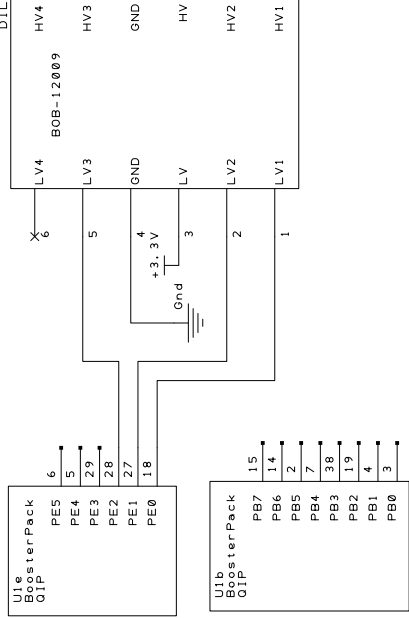 DIL
HV4
HV3
GND
HV
HV2
HV1
BOB-12009
LV4
LV3
GND
LV
LV2
LV1
6
5
4
3
2
1
+3.3V
Gnd
U1e
BoosterPack
QIP
PE5 6
PE4 5
PE3 29
PE2 28
PE1 27
PE0 18
U1b
BoosterPack
QIP
PB7 15
PB6 14
PB5 2
PB4 7
PB3 38
PB2 19
PB1 4
PB0 3